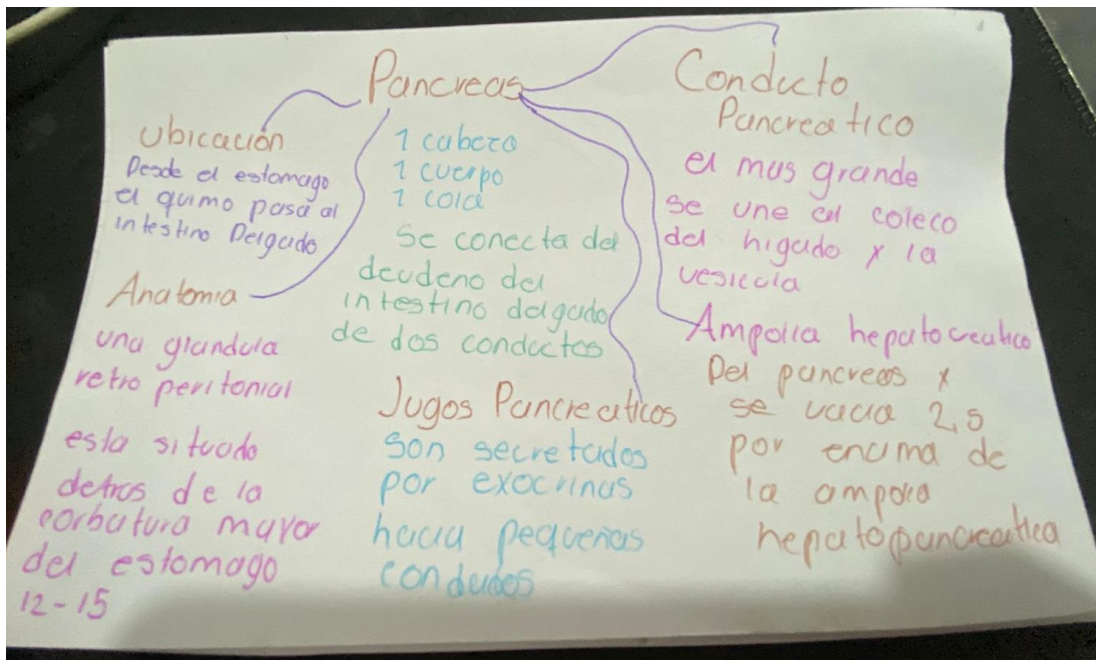 Pancreas
Ubicación
Desde el estomago
el quimo pasa al
intestino Delgado
Anatomia
una glandula
retro peritonial
esta situado
detras de la
corbatura mayor
del estomago
12-15
1 cabeza
1 cuerpo
1 cola
Se conecta del
deudeno del
intestino delgado
de dos conductos
Jugos Pancreaticos
son secretados
por exocrinas
hacia pequeñas
conductos
Conducto
Pancreatico
el mas grande
se une al coleco
del higado y la
vesicula
Ampolla hepatocreatico
Del pancreas y
se vacia 2,5
por encima de
la ampolla
hepatopancreatica